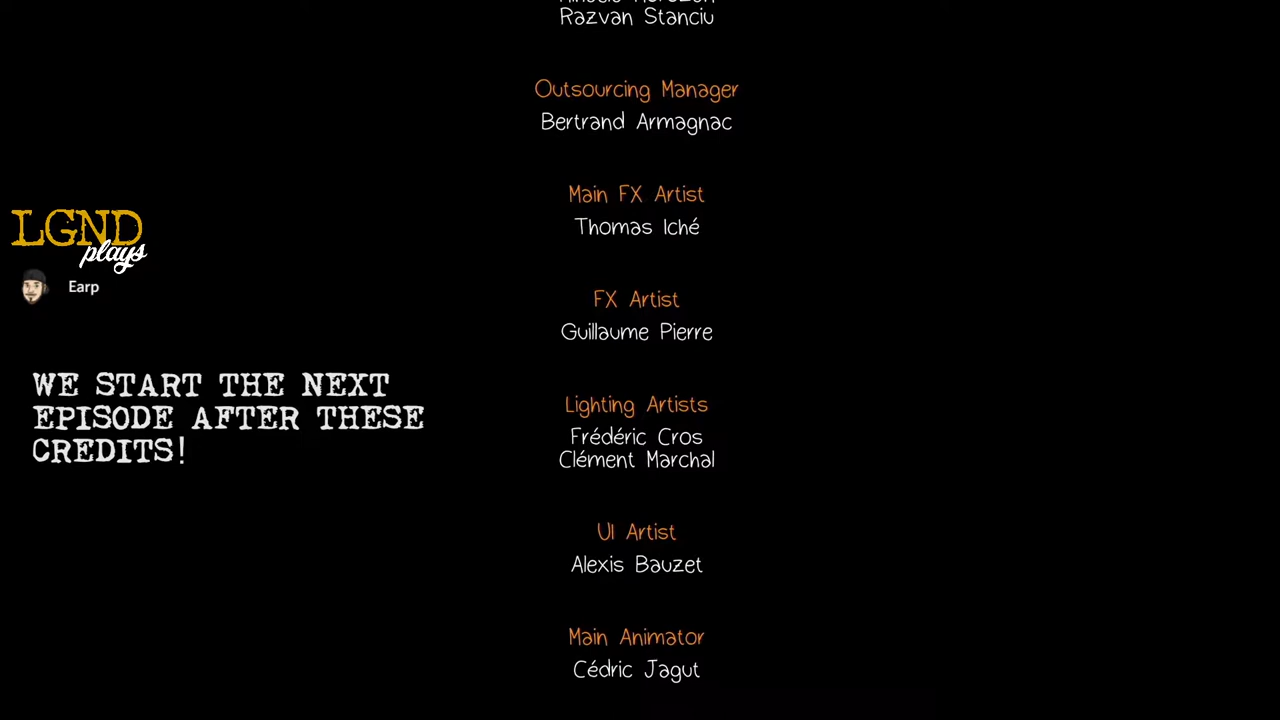 Razvan Stanciu
Outsourcing Manager
Bertrand Armagnac
Main FX Artist
Thomas Iché
LGND
plays
Earp
FX Artist
Guillaume Pierre
WE START THE NEXT
EPISODE AFTER THESE
CREDITS!
Lighting Artists
Frédéric Cros
Clément Marchal
UI Artist
Alexis Bauzet
Main Animator
Cédric Jagut